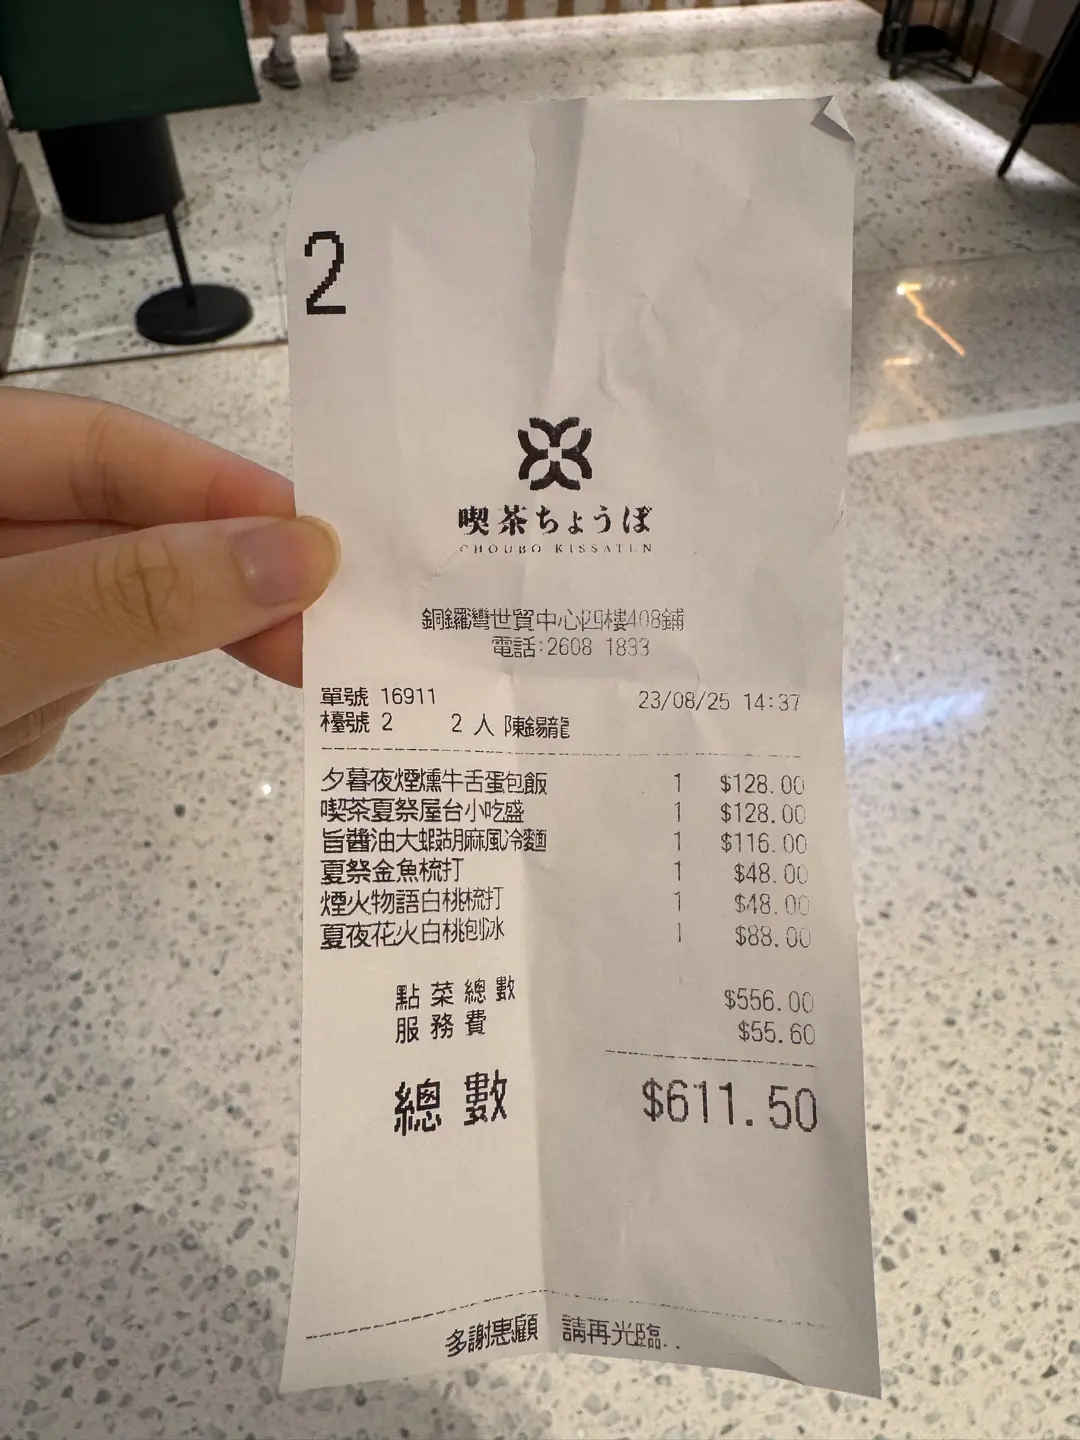 2
喫茶ちょうぼ
CHOUBO KISSATEN
銅鑼灣世貿中心四樓408鋪
電話:2608 1833
單號 16911 23/08/25 14:37
檯號 2 2 人 陳錫龍
夕暮夜煙燻牛舌蛋包飯 1 $128.00
喫茶夏祭屋台小吃盛 1 $128.00
旨醬油大蝦胡麻風冷麵 1 $116.00
夏祭金魚梳打 1 $48.00
煙火物語白桃梳打 1 $48.00
夏夜花火白桃刨冰 1 $88.00
點菜總數 $556.00
服務費 $55.60
總數 $611.50
多謝惠顧 請再光臨..